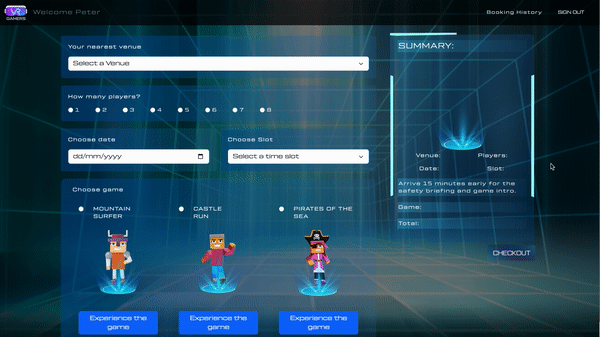 VR
GAMERS
Welcome Peter
Booking History
SIGN OUT
Your nearest venue
Select a Venue
How many players?
1 2 3 4 5 6 7 8
Choose date
Choose Slot
dd/mm/yyyy
Select a time slot
Choose game
MOUNTAIN
SURFER
CASTLE
RUN
PIRATES OF THE
SEA
Experience the
game
Experience the
game
Experience the
game
SUMMARY:
Venue: Players:
Date: Slot:
Arrive 15 minutes early for the
safety briefing and game intro.
Game:
Total:
CHECKOUT